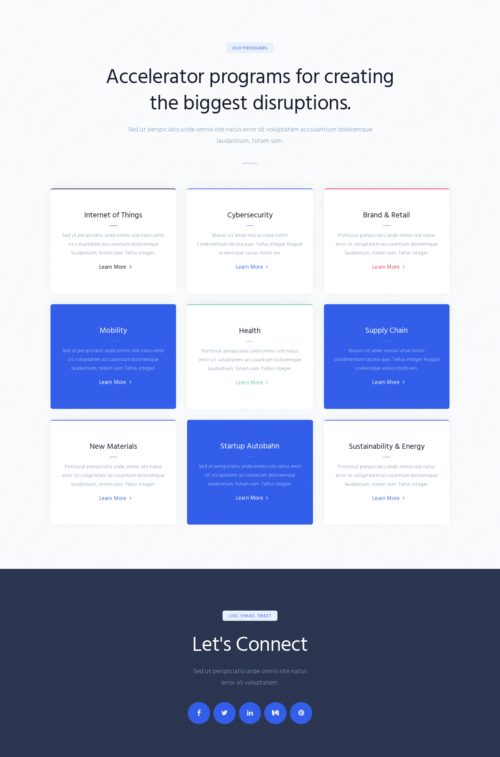 OUR PROGRAMS
Accelerator programs for creating
the biggest disruptions.
Sed ut perspiciatis unde omnis iste natus error sit voluptatem accusantium doloremque
laudantium, totam sam.
Internet of Things
Sed ut perspiciatis unde omnis iste natus error
sit voluptatem accusantium doloremque
laudantium, totam sam Tellus integer
Learn More >
Cybersecurity
Mauris sit amet massa vitae tortor
condimentum lacinia quis. Tellus integer feugiat
scelerisque varius morbi eni
Learn More >
Brand & Retail
Porttosut perspiciatis unde omnis iste natus
error sit voluptatem accusantium doloremque
laudantium, totam sam Tellus integer
Learn More >
Mobility
Sed ut perspiciatis unde omnis iste natus error
sit voluptatem accusantium doloremque
laudantium, totam sam Tellus integer.
Learn More >
Health
Porttosut perspiciatis unde omnis iste natus
error sit voluptatem accusantium doloremque
laudantium, totam sam Tellus integer.
Learn More >
Supply Chain
Mauris sit amet massa vitae tortor
condimentum lacinia quis. Tellus integer feugiat
scelerisque varius morbi eni
Learn More >
New Materials
Porttosut perspiciatis unde omnis iste natus
error sit voluptatem accusantium doloremque
laudantium, totam sam Tellus integer
Learn More >
Startup Autobahn
Sed ut perspiciatis unde omnis iste natus error
sit voluptatem accusantium doloremque
laudantium, totam sam Tellus integer.
Learn More >
Sustainability & Energy
Porttosut perspiciatis unde omnis iste natus
error sit voluptatem accusantium doloremque
laudantium, totam sam Tellus integer
Learn More >
LIKE, SHARE, TWEET
Let's Connect
Sed ut perspiciatis unde omnis iste natus
error sit voluptatem.